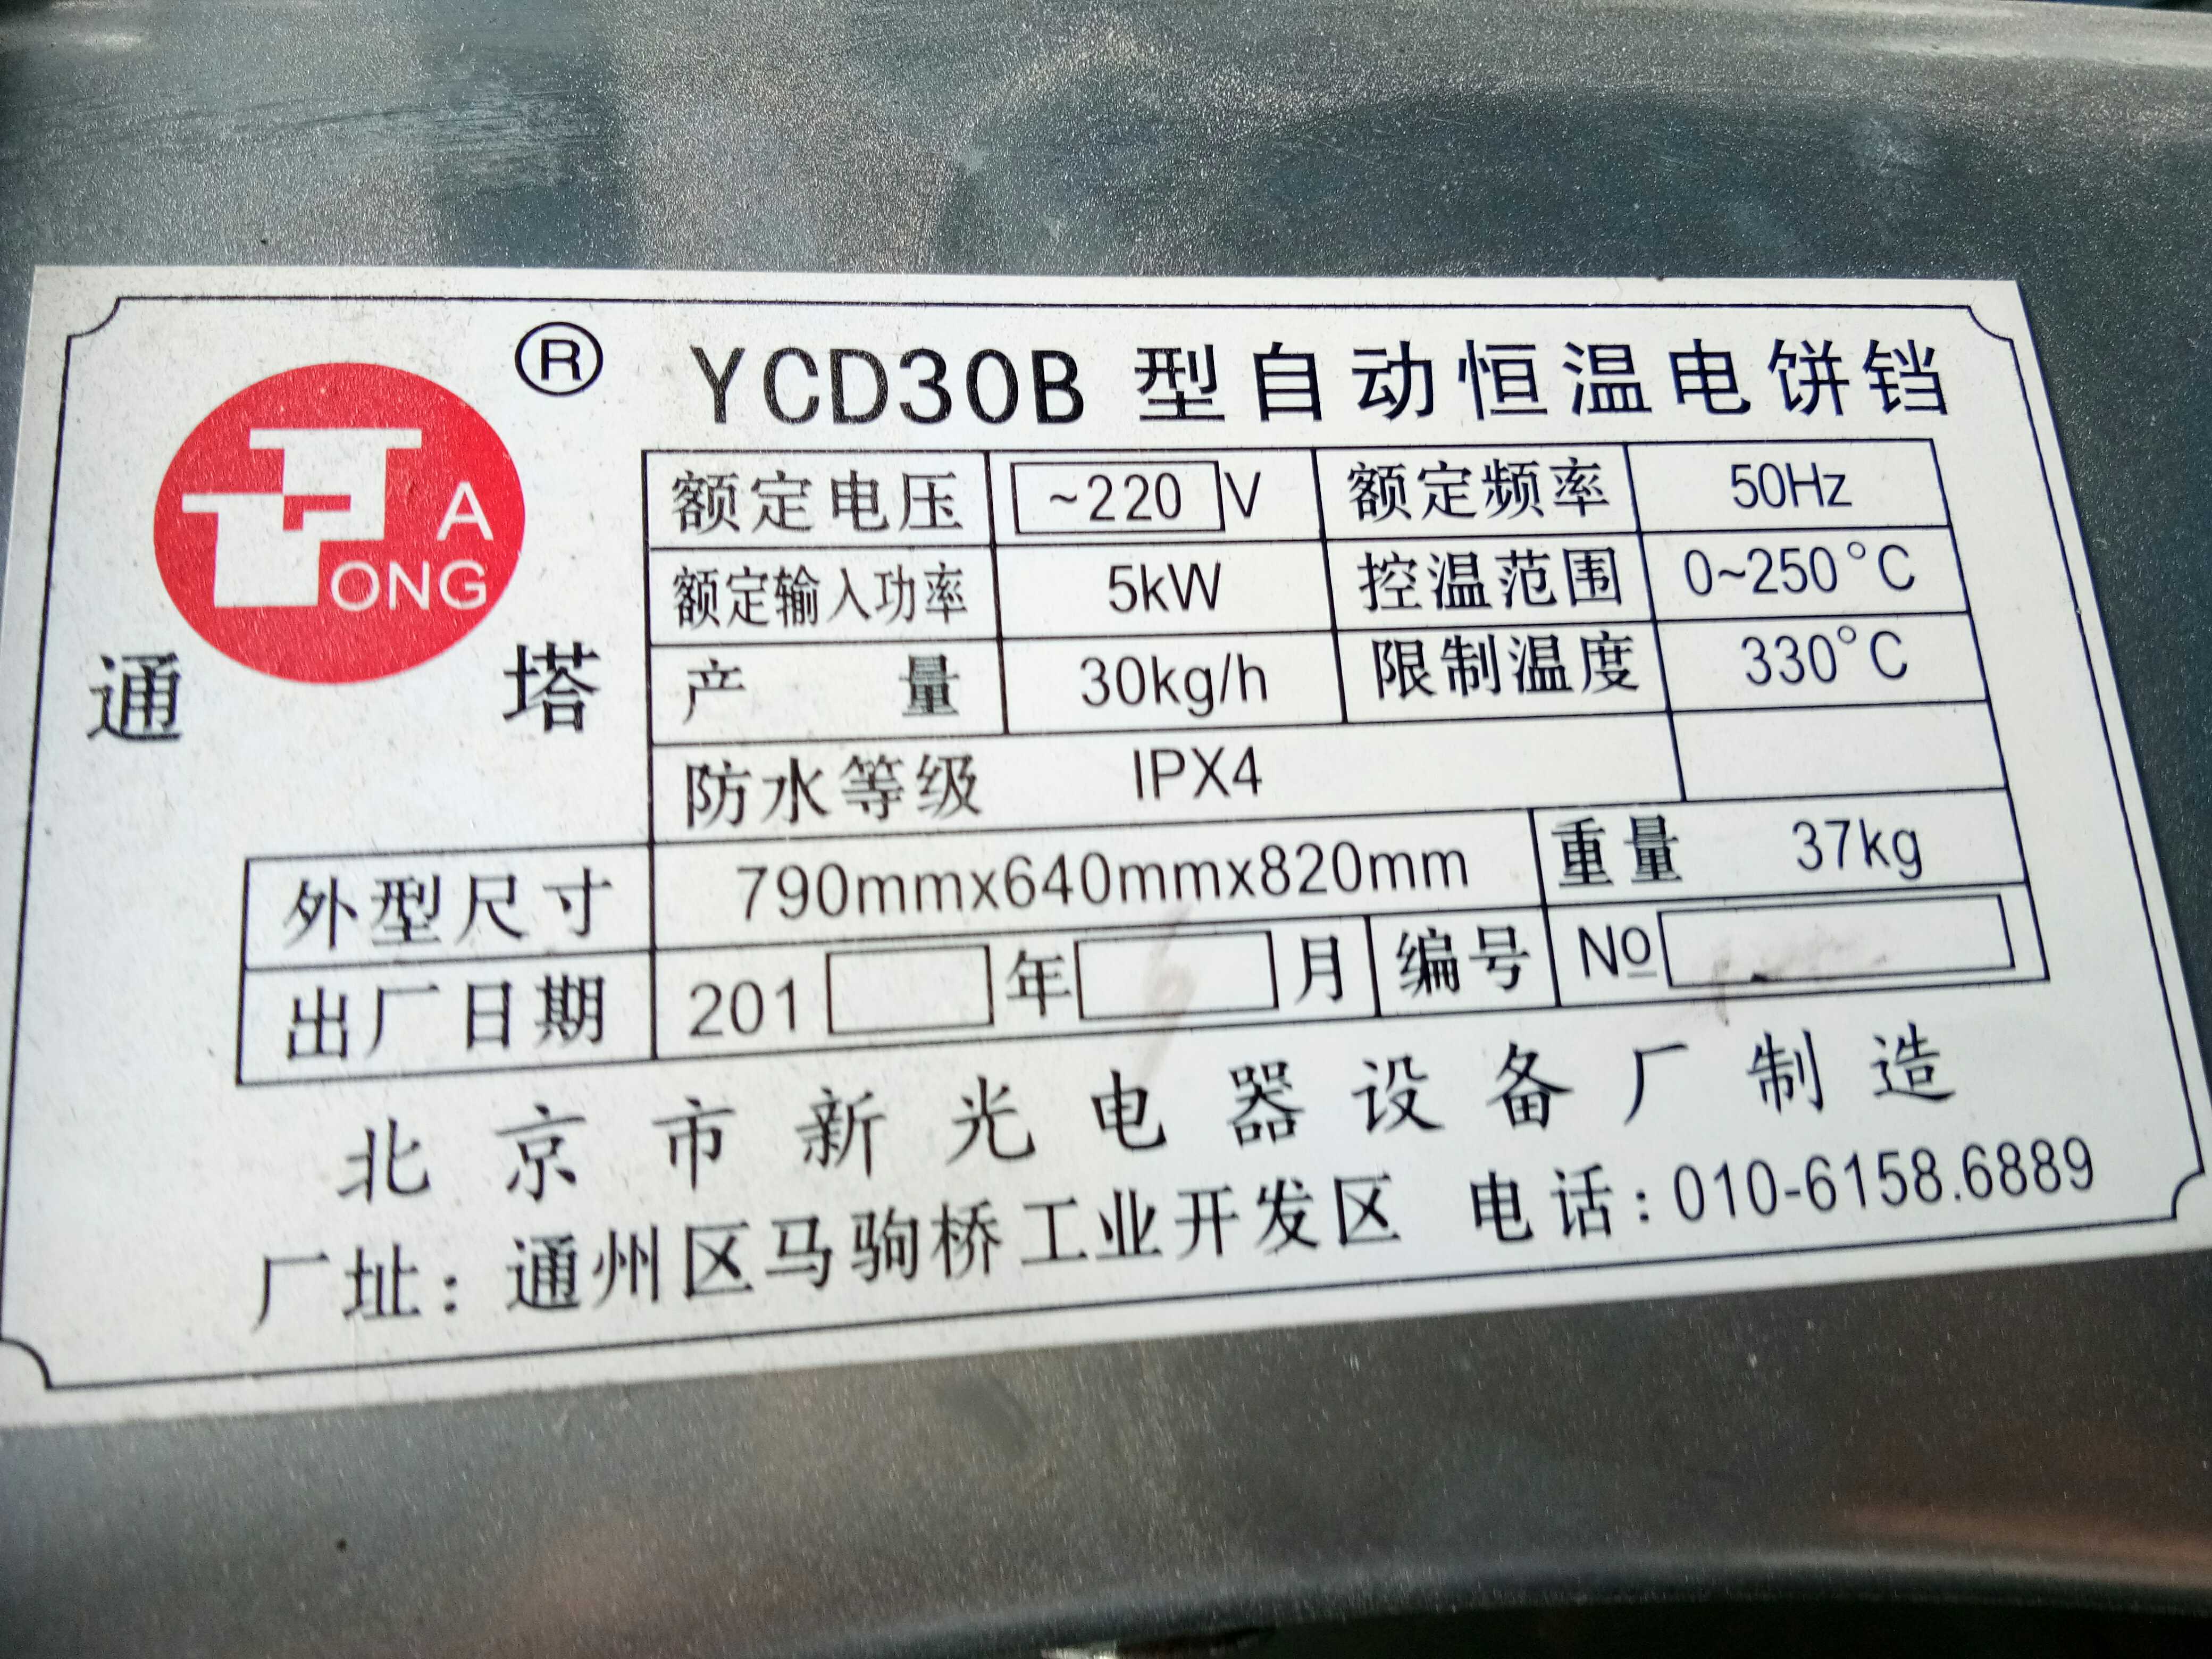 ® YCD30B 型自动恒温电饼铛
TA
TONG
通 塔
额定电压 ~220 V 额定频率 50Hz
额定输入功率 5kW 控温范围 0~250°C
产 量 30kg/h 限制温度 330°C
防水等级 IPX4
外型尺寸 790mmx640mmx820mm 重量 37kg
出厂日期 201 年 月 编号 Nº
北京市新光电器设备厂制造
厂址:通州区马驹桥工业开发区 电话:010-6158.6889